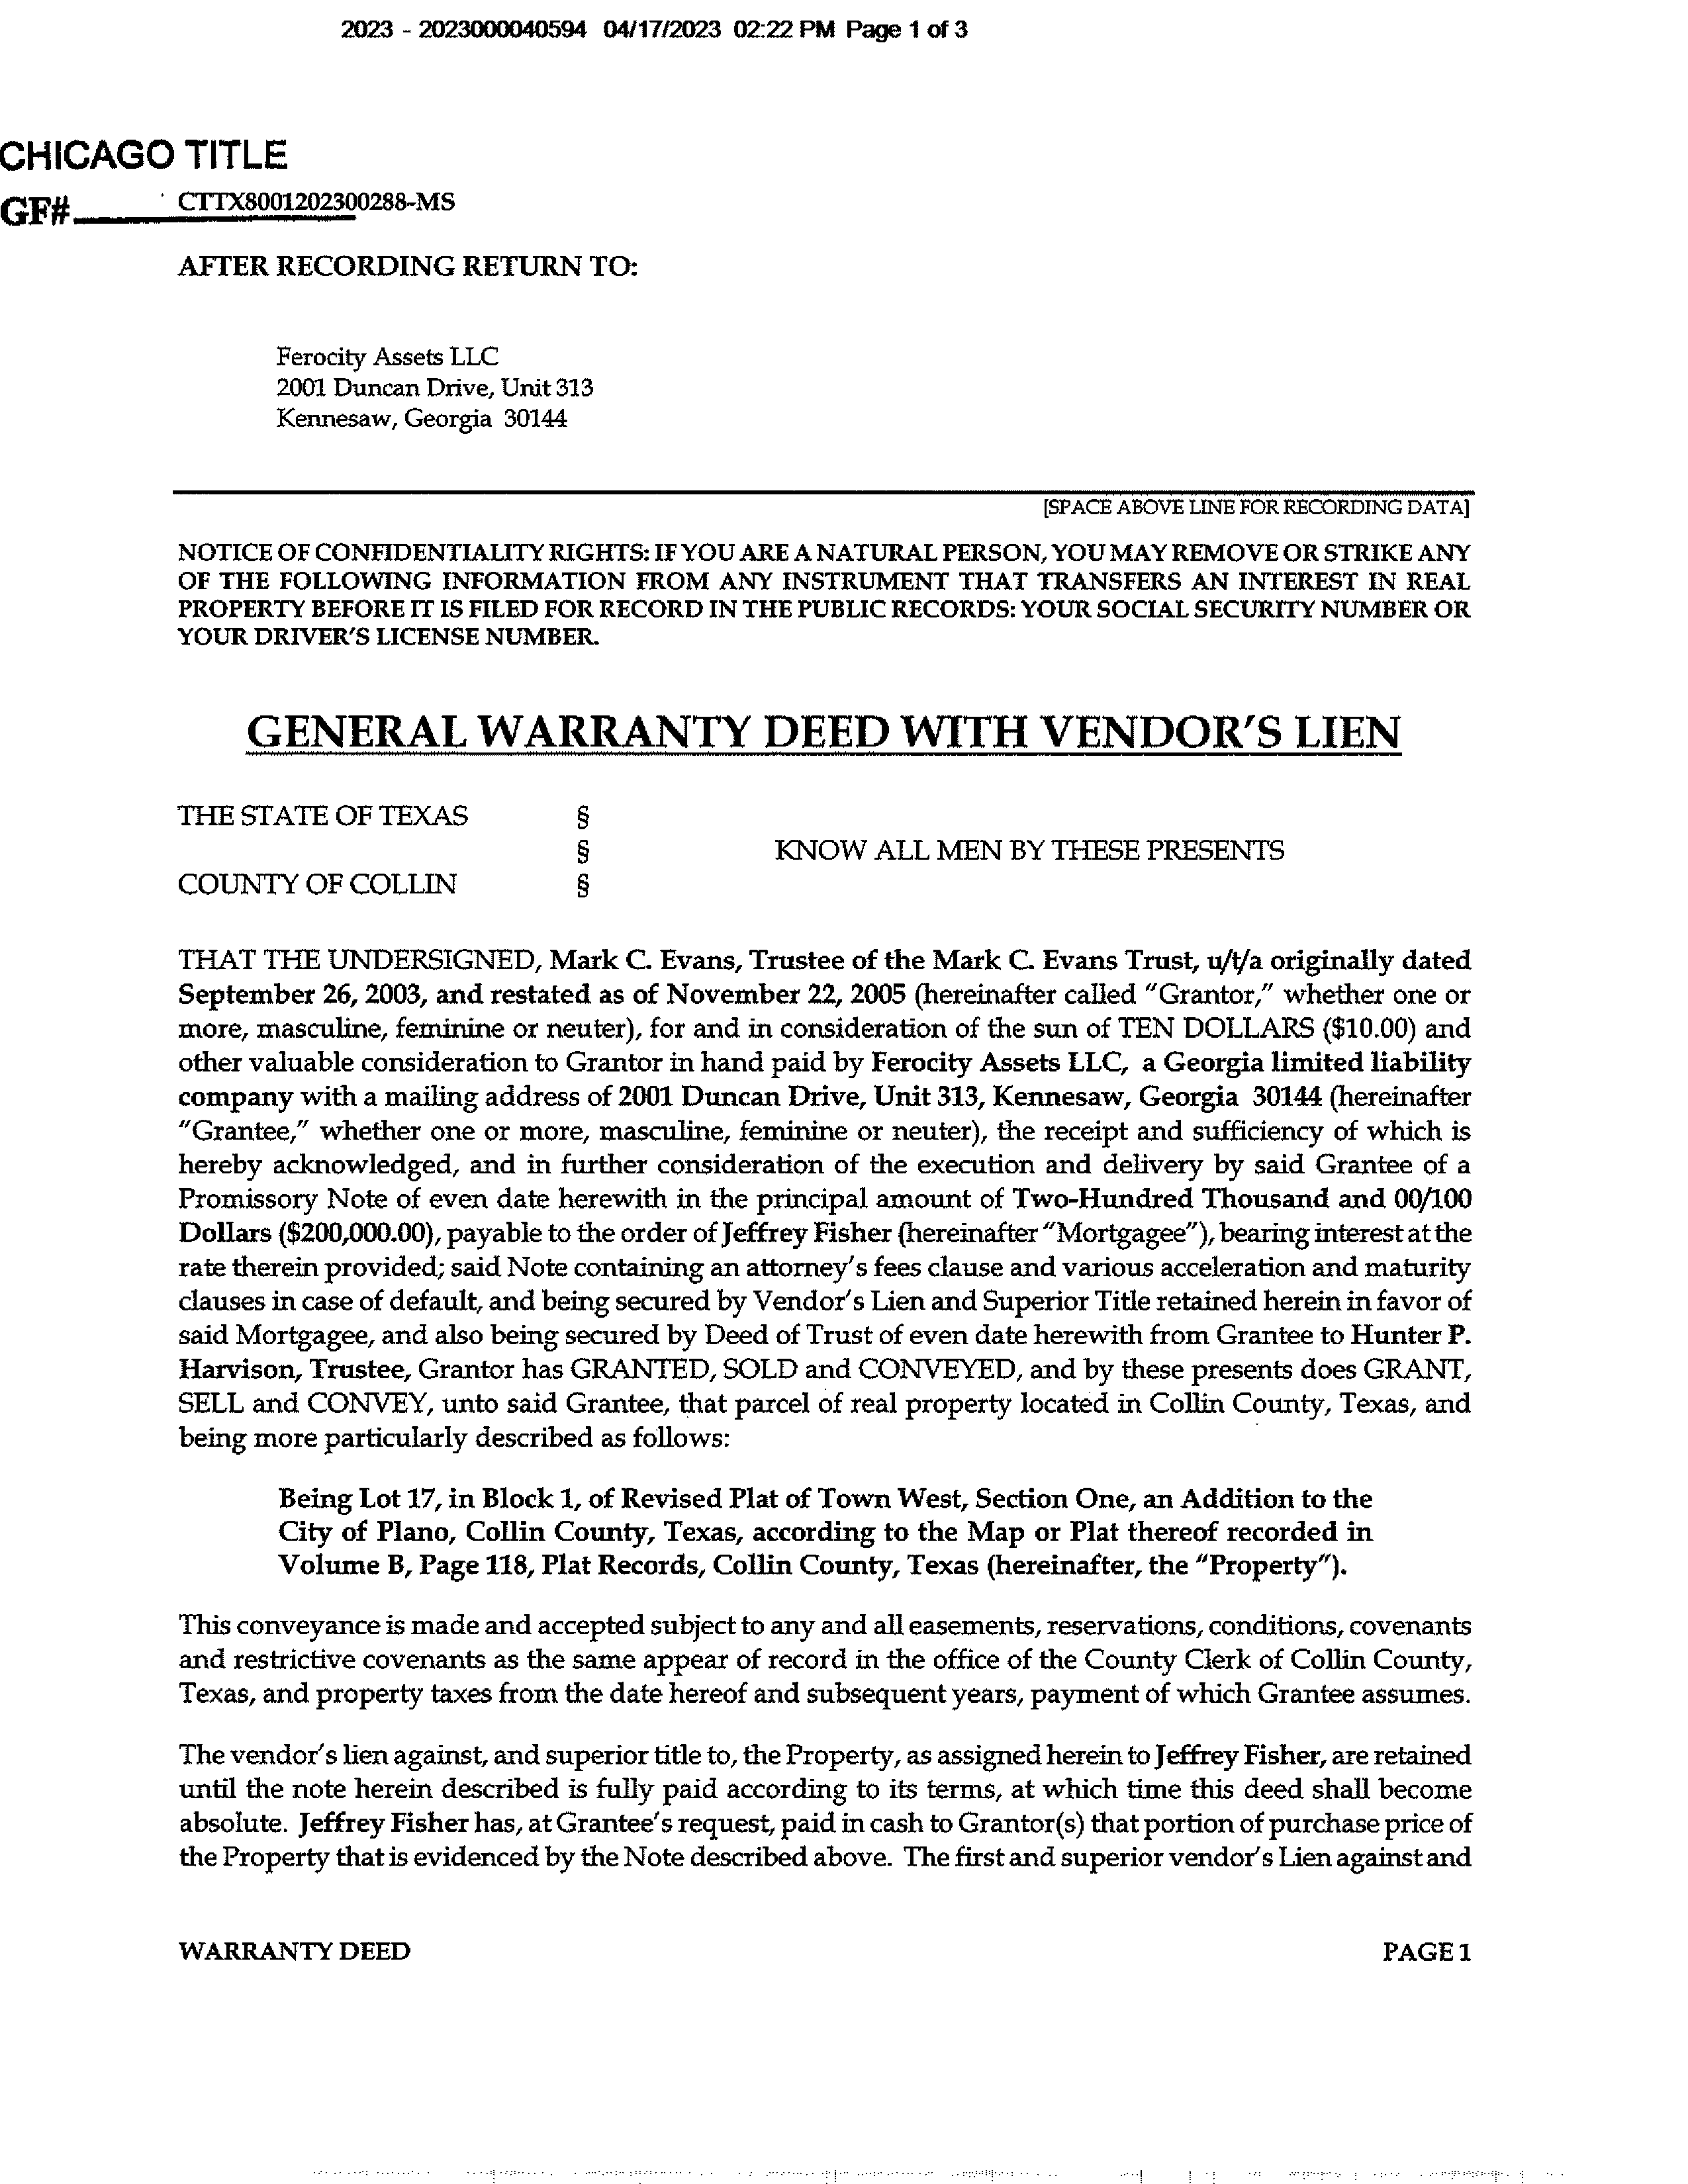 2023 - 2023000040594 04/17/2023 02:22 PM Page 1 of 3
CHICAGO TITLE
GF# CTTX8001202300288-MS
AFTER RECORDING RETURN TO:
Ferocity Assets LLC
2001 Duncan Drive, Unit 313
Kennesaw, Georgia 30144
[SPACE ABOVE LINE FOR RECORDING DATA]
NOTICE OF CONFIDENTIALITY RIGHTS: IF YOU ARE A NATURAL PERSON, YOU MAY REMOVE OR STRIKE ANY
OF THE FOLLOWING INFORMATION FROM ANY INSTRUMENT THAT TRANSFERS AN INTEREST IN REAL
PROPERTY BEFORE IT IS FILED FOR RECORD IN THE PUBLIC RECORDS: YOUR SOCIAL SECURITY NUMBER OR
YOUR DRIVER'S LICENSE NUMBER.
GENERAL WARRANTY DEED WITH VENDOR'S LIEN
THE STATE OF TEXAS §
§ KNOW ALL MEN BY THESE PRESENTS
COUNTY OF COLLIN §
THAT THE UNDERSIGNED, Mark C. Evans, Trustee of the Mark C. Evans Trust, u/t/a originally dated
September 26, 2003, and restated as of November 22, 2005 (hereinafter called "Grantor," whether one or
more, masculine, feminine or neuter), for and in consideration of the sun of TEN DOLLARS ($10.00) and
other valuable consideration to Grantor in hand paid by Ferocity Assets LLC, a Georgia limited liability
company with a mailing address of 2001 Duncan Drive, Unit 313, Kennesaw, Georgia 30144 (hereinafter
"Grantee," whether one or more, masculine, feminine or neuter), the receipt and sufficiency of which is
hereby acknowledged, and in further consideration of the execution and delivery by said Grantee of a
Promissory Note of even date herewith in the principal amount of Two-Hundred Thousand and 00/100
Dollars ($200,000.00), payable to the order of Jeffrey Fisher (hereinafter "Mortgagee"), bearing interest at the
rate therein provided; said Note containing an attorney's fees clause and various acceleration and maturity
clauses in case of default, and being secured by Vendor's Lien and Superior Title retained herein in favor of
said Mortgagee, and also being secured by Deed of Trust of even date herewith from Grantee to Hunter P.
Harvison, Trustee, Grantor has GRANTED, SOLD and CONVEYED, and by these presents does GRANT,
SELL and CONVEY, unto said Grantee, that parcel of real property located in Collin County, Texas, and
being more particularly described as follows:
Being Lot 17, in Block 1, of Revised Plat of Town West, Section One, an Addition to the
City of Plano, Collin County, Texas, according to the Map or Plat thereof recorded in
Volume B, Page 118, Plat Records, Collin County, Texas (hereinafter, the "Property").
This conveyance is made and accepted subject to any and all easements, reservations, conditions, covenants
and restrictive covenants as the same appear of record in the office of the County Clerk of Collin County,
Texas, and property taxes from the date hereof and subsequent years, payment of which Grantee assumes.
The vendor's lien against, and superior title to, the Property, as assigned herein to Jeffrey Fisher, are retained
until the note herein described is fully paid according to its terms, at which time this deed shall become
absolute. Jeffrey Fisher has, at Grantee's request, paid in cash to Grantor(s) that portion of purchase price of
the Property that is evidenced by the Note described above. The first and superior vendor's Lien against and
WARRANTY DEED PAGE 1